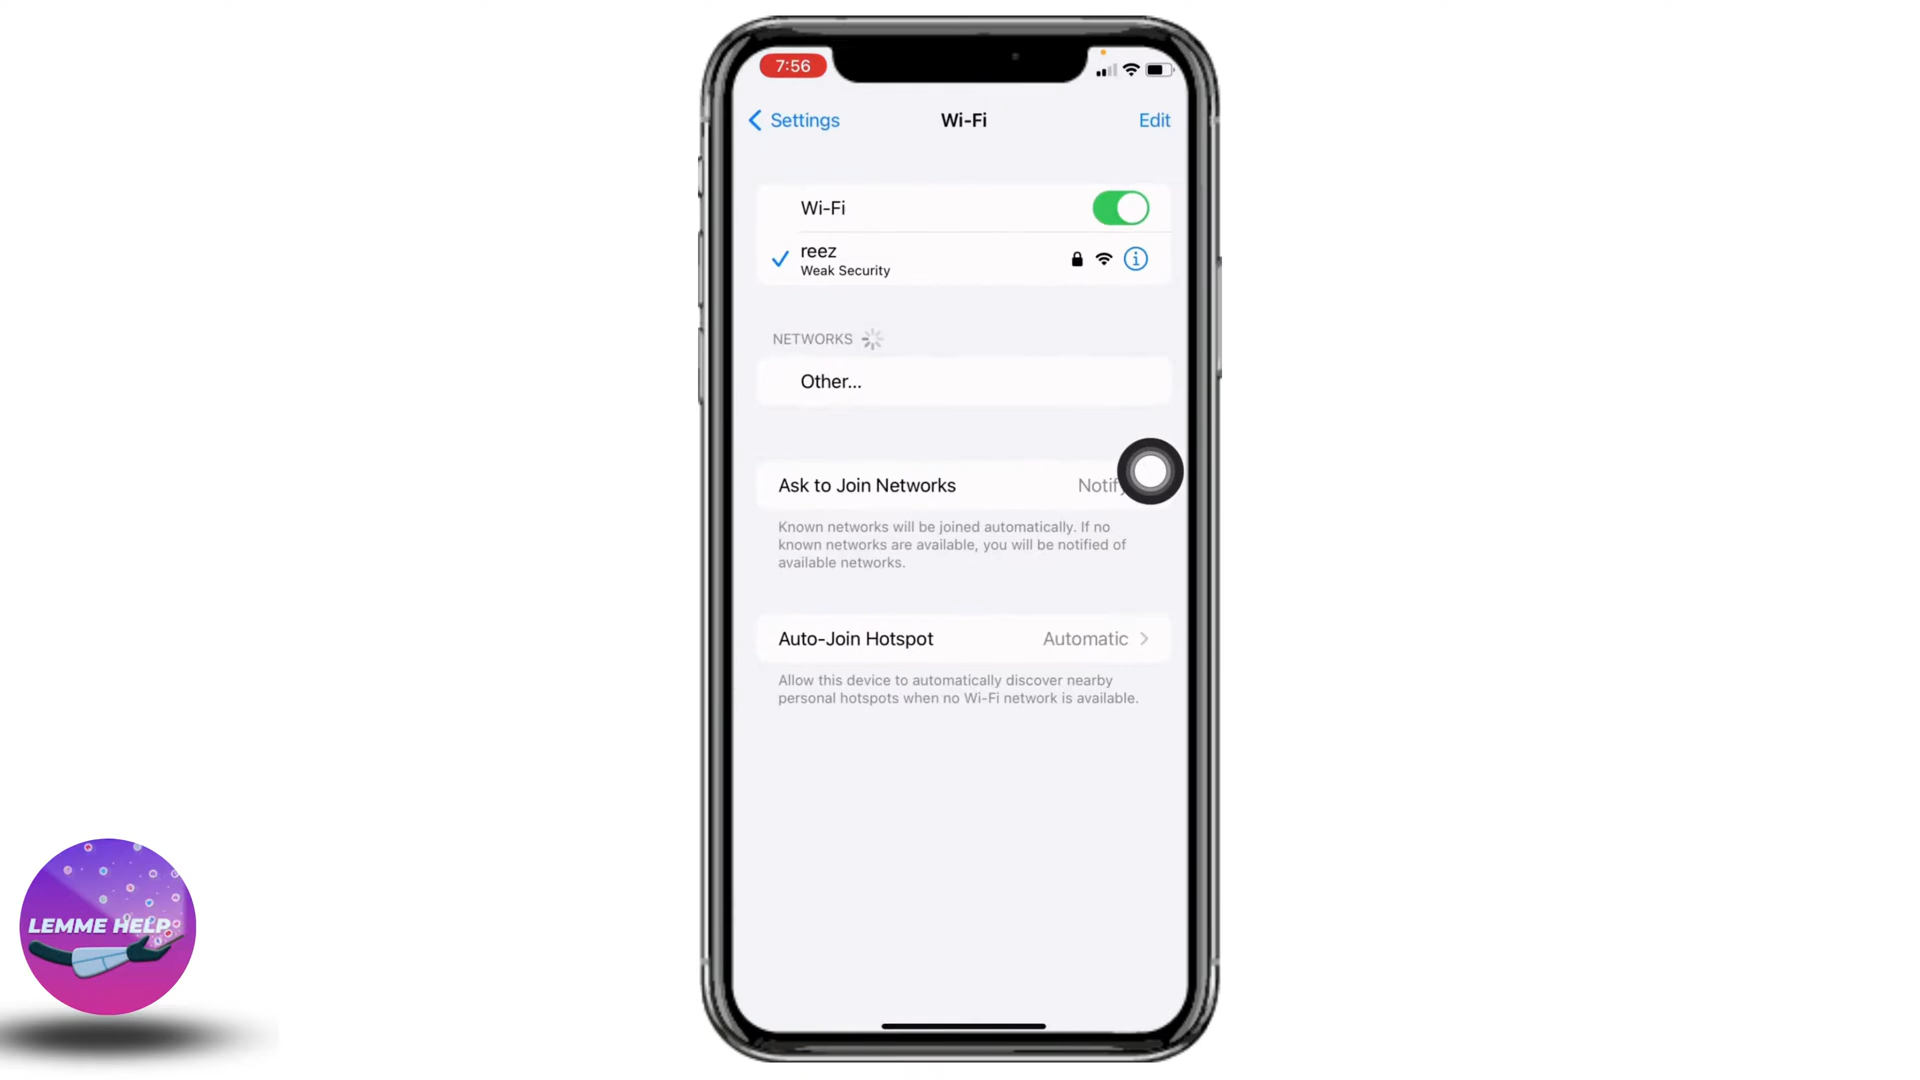 7:56
Settings
Wi-Fi
Edit
Wi-Fi
reez
Weak Security
NETWORKS
Other...
Ask to Join Networks
Known networks will be joined automatically. If no
known networks are available, you will be notified of
available networks.
Auto-Join Hotspot Automatic
Allow this device to automatically discover nearby
personal hotspots when no Wi-Fi network is available.
LEMME HELP